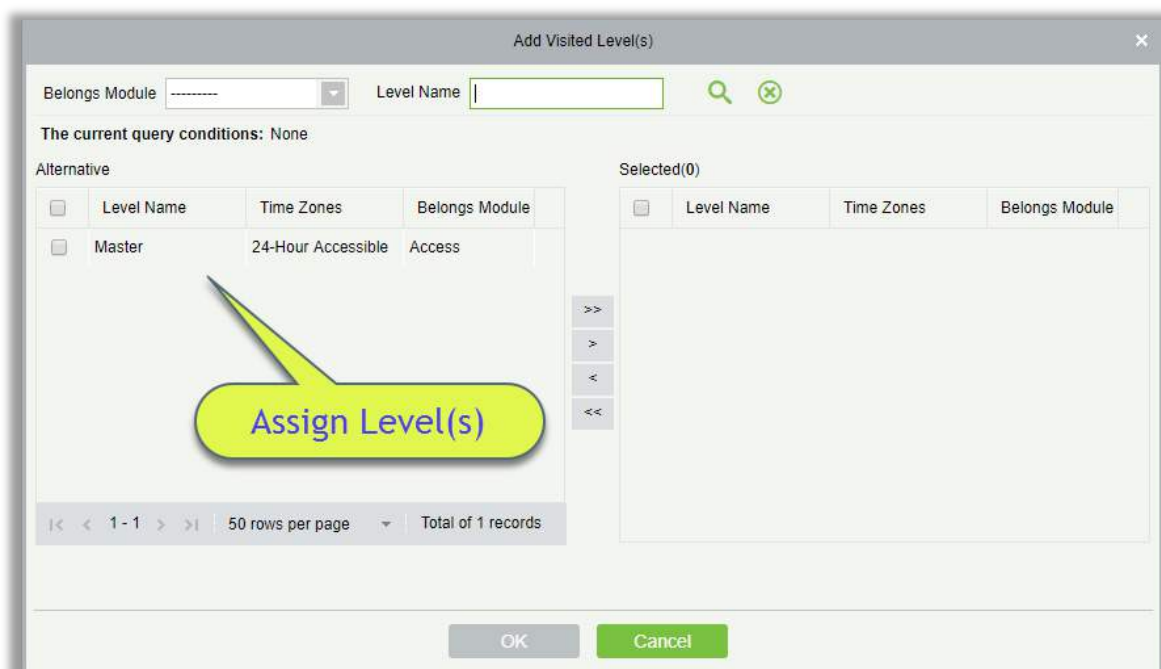 Add Visited Level(s)
Belongs Module --------- Level Name
The current query conditions: None
Alternative
Selected(0)
Level Name Time Zones Belongs Module
Level Name Time Zones Belongs Module
Master 24-Hour Accessible Access
>>
>
<
<<
Assign Level(s)
1 - 1 50 rows per page Total of 1 records
OK Cancel